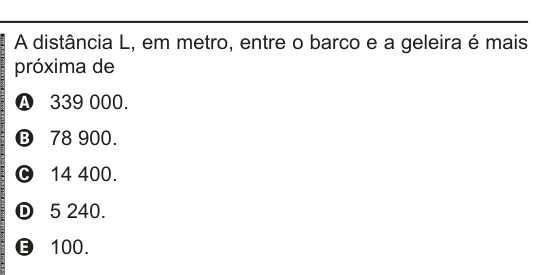 A distância L, em metro, entre o barco e a geleira é mais
próxima de
A 339 000.
B 78 900.
C 14 400.
D 5 240.
E 100.